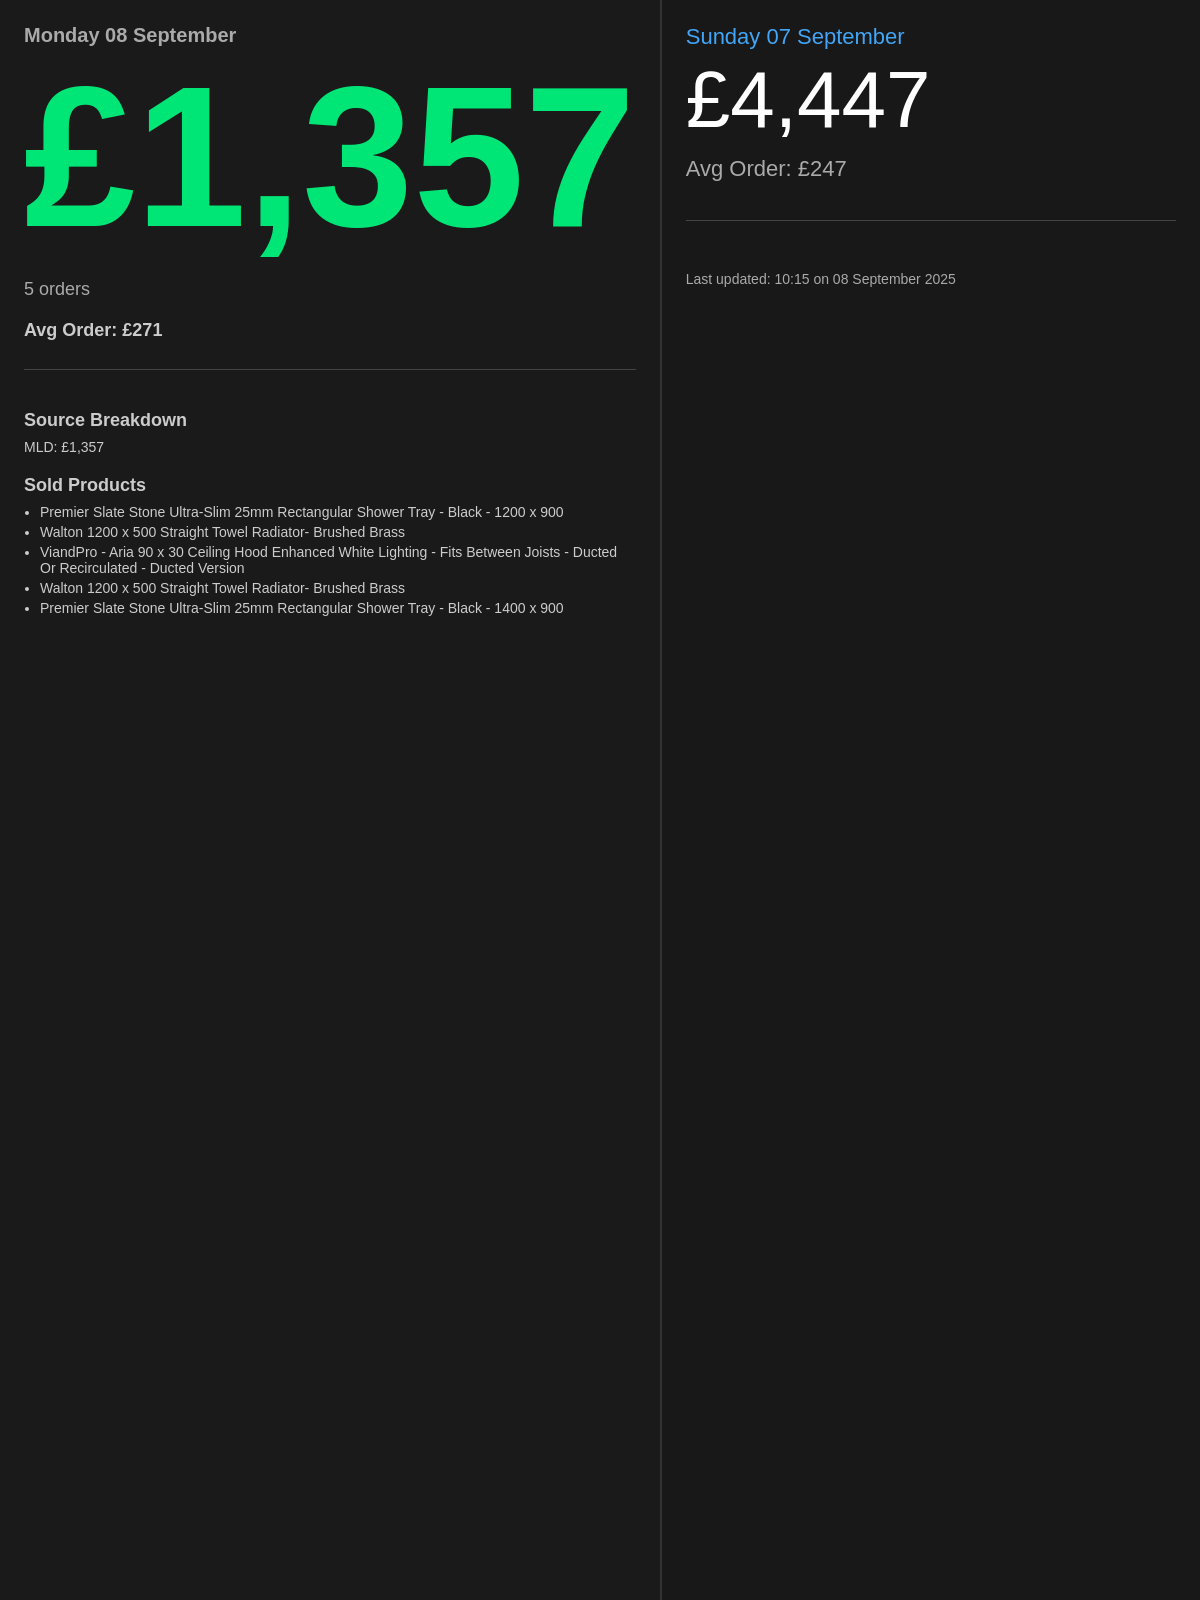 Monday 08 September
£1,357
5 orders
Avg Order: £271
Source Breakdown
MLD: £1,357
Sold Products
• Premier Slate Stone Ultra-Slim 25mm Rectangular Shower Tray - Black - 1200 x 900
• Walton 1200 x 500 Straight Towel Radiator- Brushed Brass
• ViandPro - Aria 90 x 30 Ceiling Hood Enhanced White Lighting - Fits Between Joists - Ducted
Or Recirculated - Ducted Version
• Walton 1200 x 500 Straight Towel Radiator- Brushed Brass
• Premier Slate Stone Ultra-Slim 25mm Rectangular Shower Tray - Black - 1400 x 900
Sunday 07 September
£4,447
Avg Order: £247
Last updated: 10:15 on 08 September 2025